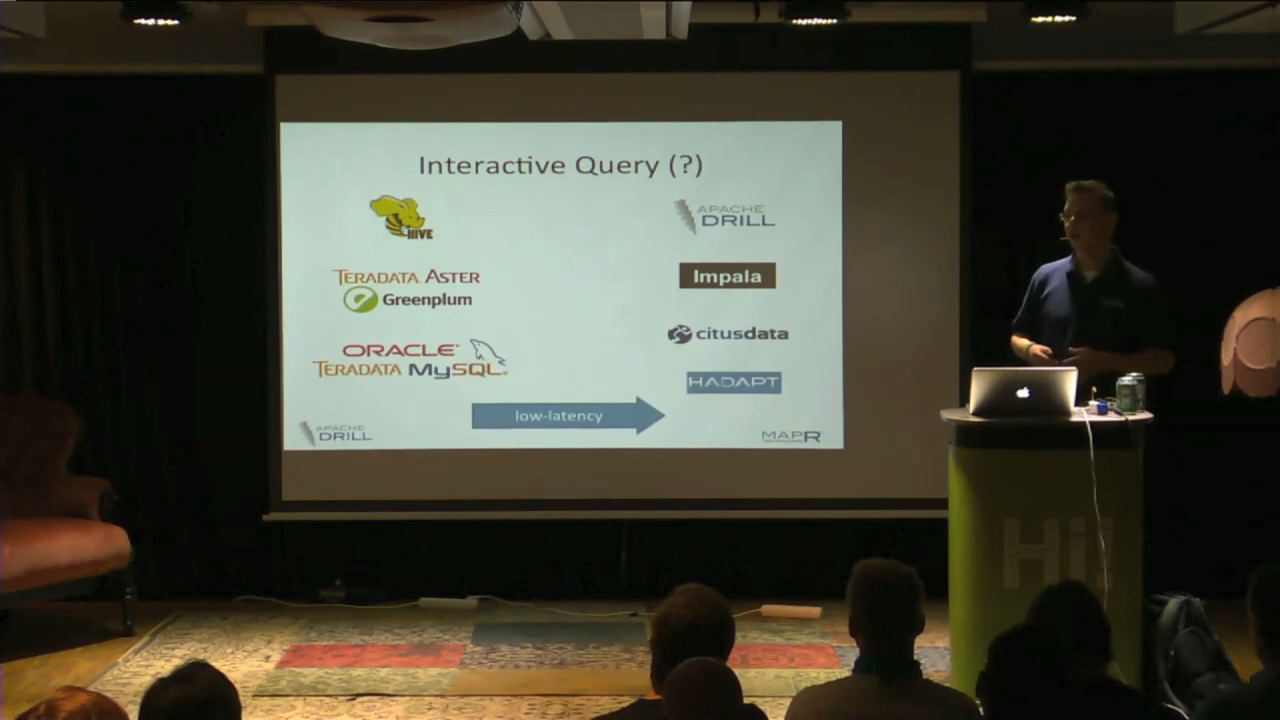 Interactive Query (?)
HIVE
APACHE
DRILL
TERADATA ASTER
Greenplum
Impala
citusdata
ORACLE
TERADATA MySQL
HADAPT
low-latency
APACHE
DRILL
MAPR
Hi!